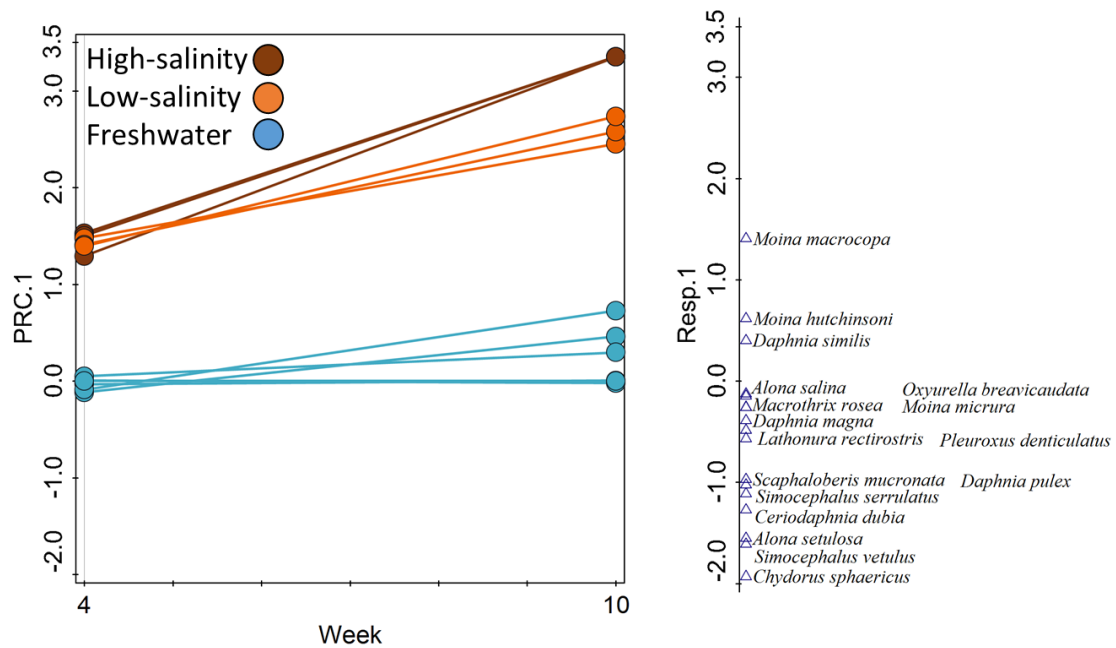 High-salinity
Low-salinity
Freshwater
3.5
3.0
2.0
1.0
0.0
-1.0
-2.0
PRC.1
4
10
Week
3.5
3.0
2.0
1.0
0.0
-1.0
-2.0
Resp.1
Moina macrocopa
Moina hutchinsoni
Daphnia similis
Alona salina Oxyurella breavicaudata
Macrothrix rosea Moina micrura
Daphnia magna
Lathonura rectirostris Pleuroxus denticulatus
Scaphaloberis mucronata Daphnia pulex
Simocephalus serrulatus
Ceriodaphnia dubia
Alona setulosa
Simocephalus vetulus
Chydorus sphaericus